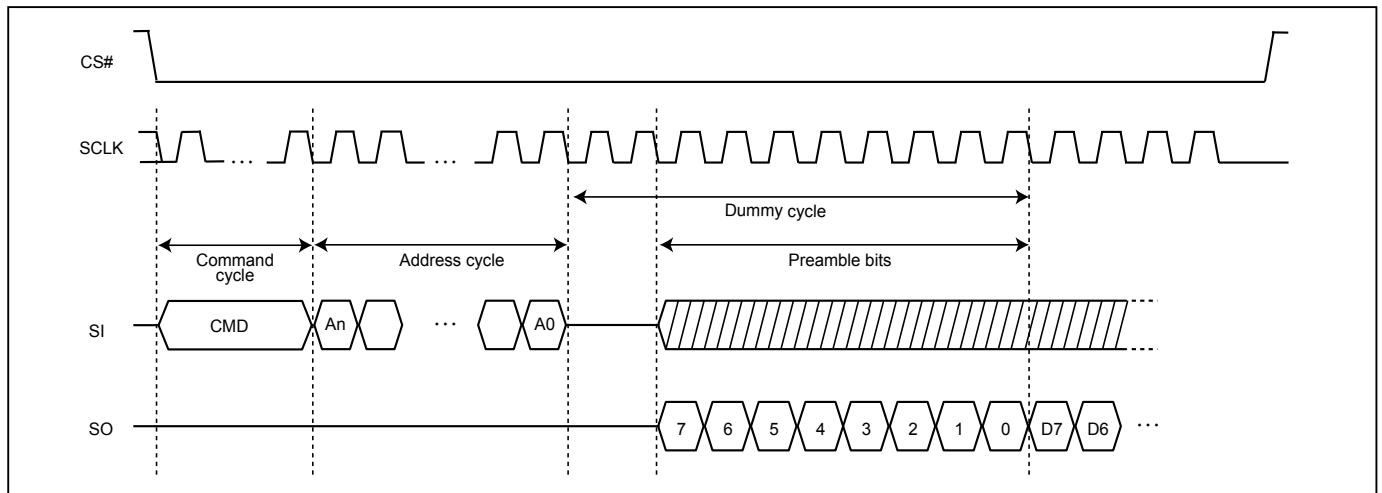 CS#
SCLK
...
...
Dummy cycle
Command
cycle
Address cycle
Preamble bits
SI
CMD
An
...
A0
SO
7 6 5 4 3 2 1 0 D7 D6 ...